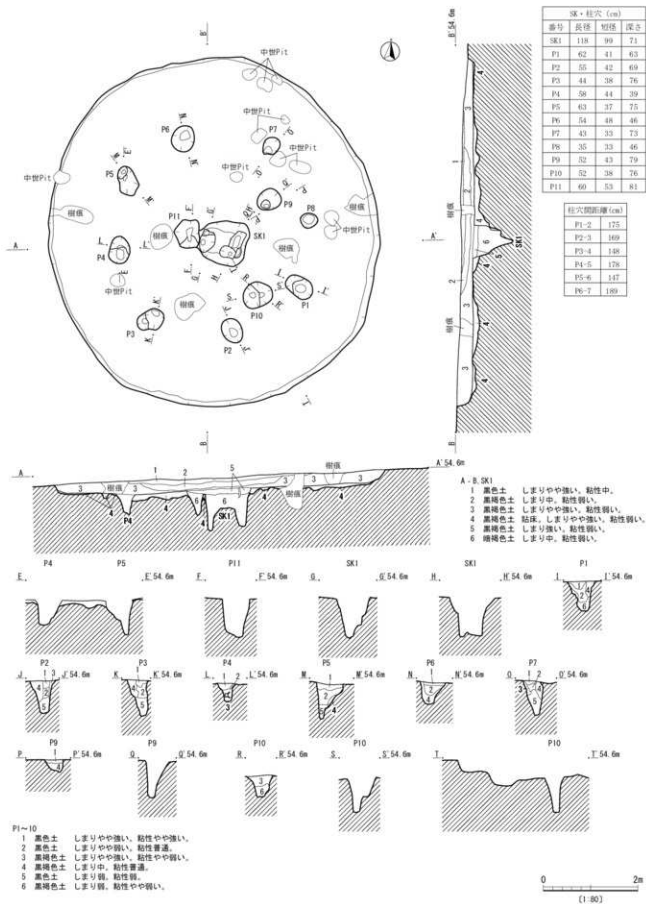 SK・柱穴 (cm)
番号 長径 短径 深さ
SK1 118 99 71
P1 62 41 63
P2 55 42 69
P3 44 38 76
P4 58 44 39
P5 63 37 75
P6 54 48 46
P7 43 33 73
P8 35 33 46
P9 52 43 79
P10 52 38 76
P11 60 53 81
柱穴間距離(cm)
P1-2 175
P2-3 169
P3-4 148
P4-5 178
P5-6 147
P6-7 189
B'
B' 54.6m
中世Pit
中世Pit
中世Pit
中世Pit
中世Pit
中世Pit
中世Pit
樹痕
樹痕
樹痕
樹痕
P6
P7
P5
P9
P8
P11
SK1
P4
P10
P1
P3
P2
A
A'
B
B
A
A' 54.6m
樹痕
樹痕
樹痕
樹痕
P4
SK1
SK1
A-B,SK1
1 黒色土 しまりやや強い, 粘性中。
2 黒褐色土 しまり中, 粘性弱い。
3 黒褐色土 しまりやや強い, 粘性弱い。
4 黒褐色土 貼床, しまりやや強い, 粘性弱い。
5 黒褐色土 しまり強い, 粘性弱い。
6 暗褐色土 しまり中, 粘性弱い。
P4 P5 P11 SK1 SK1 P1
E E' 54.6m F F' 54.6m G G' 54.6m H H' 54.6m I I' 54.6m
P2 P3 P4 P5 P6 P7
J J' 54.6m K K' 54.6m L L' 54.6m M M' 54.6m N N' 54.6m O O' 54.6m
P9 P9 P10 P10 P10
P P' 54.6m Q Q' 54.6m R R' 54.6m S S' 54.6m T T' 54.6m
P1～10
1 黒色土 しまりやや強い, 粘性やや強い。
2 黒色土 しまりやや弱い, 粘性普通。
3 黒褐色土 しまりやや強い, 粘性やや弱い。
4 黒褐色土 しまり中, 粘性普通。
5 黒色土 しまり弱, 粘性弱。
6 黒褐色土 しまり弱, 粘性やや弱い。
0 2m
(1:80)